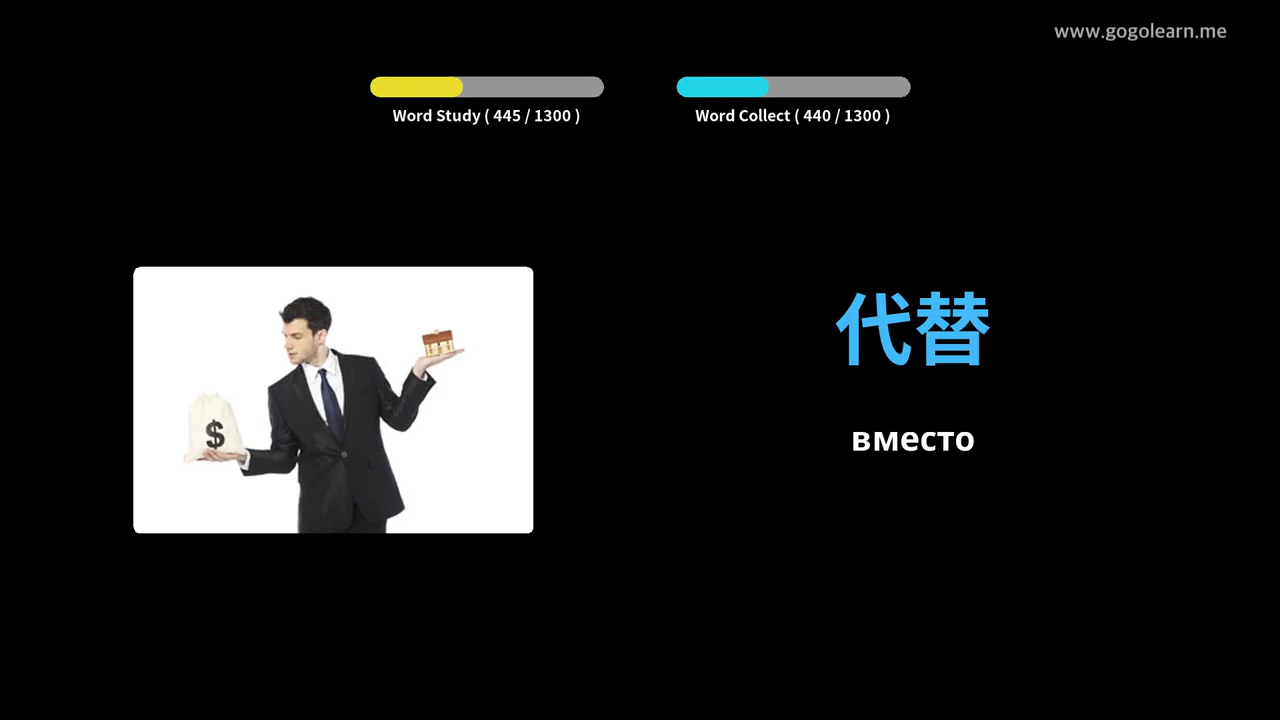 www.gogolearn.me
Word Study ( 445 / 1300 )
Word Collect ( 440 / 1300 )
代替
вместо
$